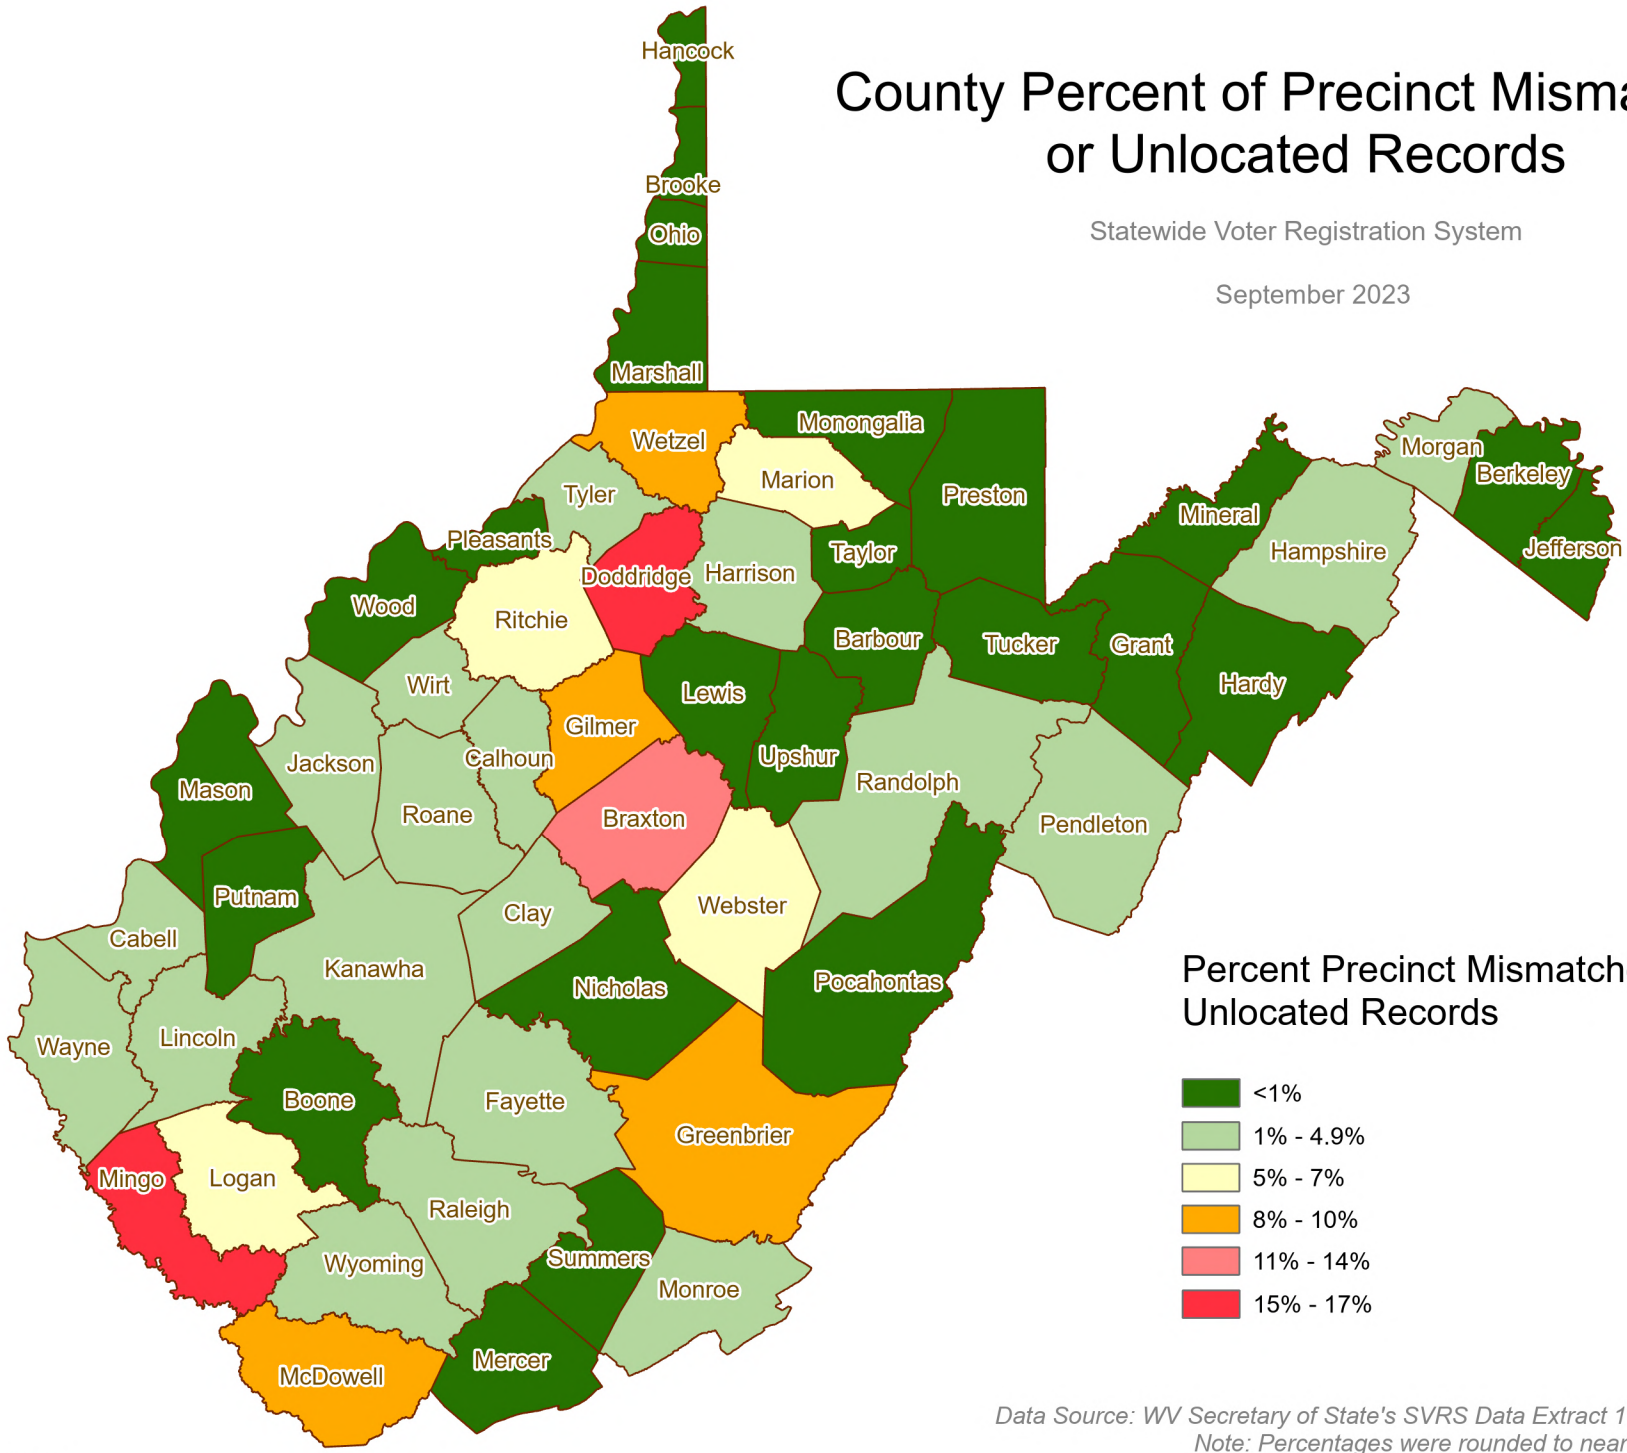 County Percent of Precinct Misma
or Unlocated Records
Statewide Voter Registration System
September 2023
Hancock
Brooke
Ohio
Marshall
Wetzel
Monongalia
Marion
Preston
Tyler
Pleasants
Doddridge
Harrison
Taylor
Mineral
Hampshire
Morgan
Berkeley
Jefferson
Wood
Ritchie
Barbour
Tucker
Grant
Hardy
Wirt
Lewis
Gilmer
Upshur
Calhoun
Jackson
Randolph
Mason
Roane
Braxton
Pendleton
Putnam
Clay
Webster
Cabell
Kanawha
Nicholas
Pocahontas
Wayne
Lincoln
Boone
Fayette
Greenbrier
Mingo
Logan
Raleigh
Wyoming
Summers
Monroe
Mercer
McDowell
Percent Precinct Mismatch
Unlocated Records
<1%
1% - 4.9%
5% - 7%
8% - 10%
11% - 14%
15% - 17%
Data Source: WV Secretary of State's SVRS Data Extract 1
Note: Percentages were rounded to near